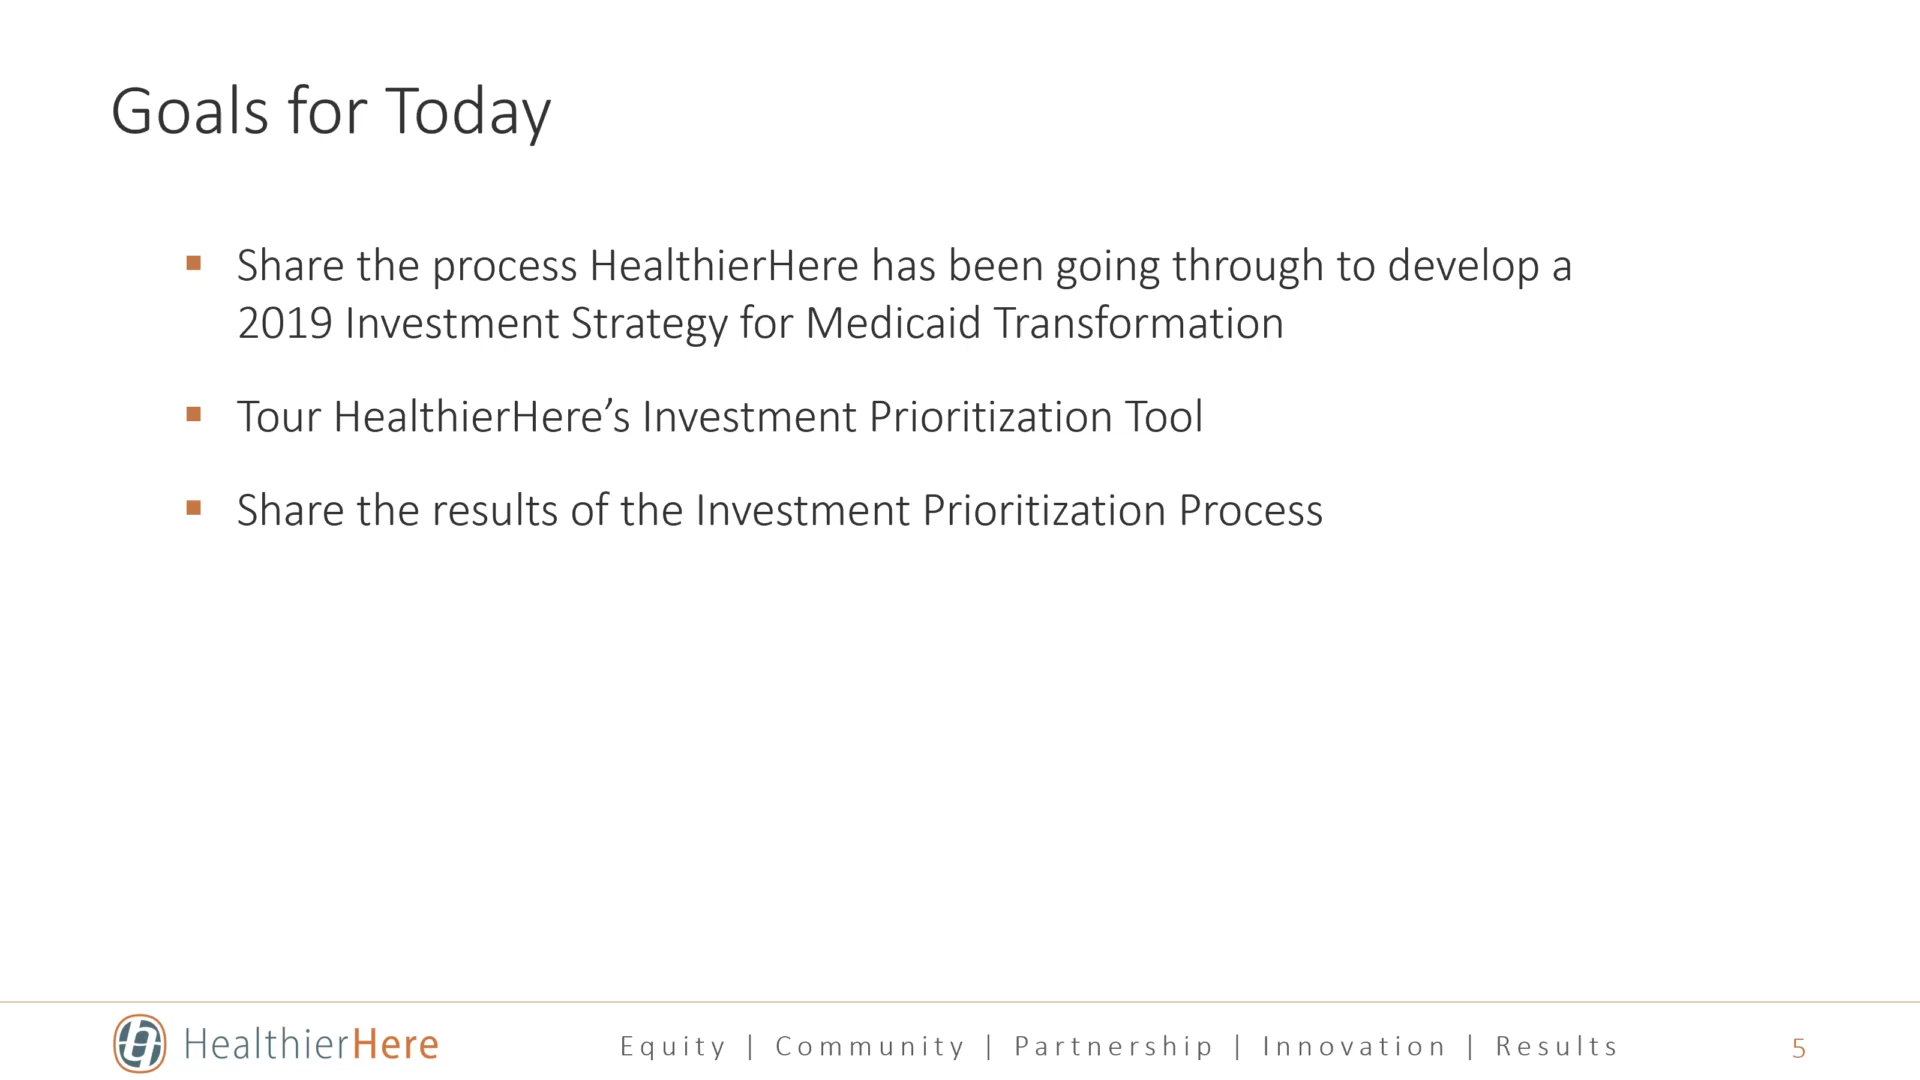 Goals for Today
▪ Share the process HealthierHere has been going through to develop a
2019 Investment Strategy for Medicaid Transformation
▪ Tour HealthierHere’s Investment Prioritization Tool
▪ Share the results of the Investment Prioritization Process
HealthierHere
Equity | Community | Partnership | Innovation | Results
5